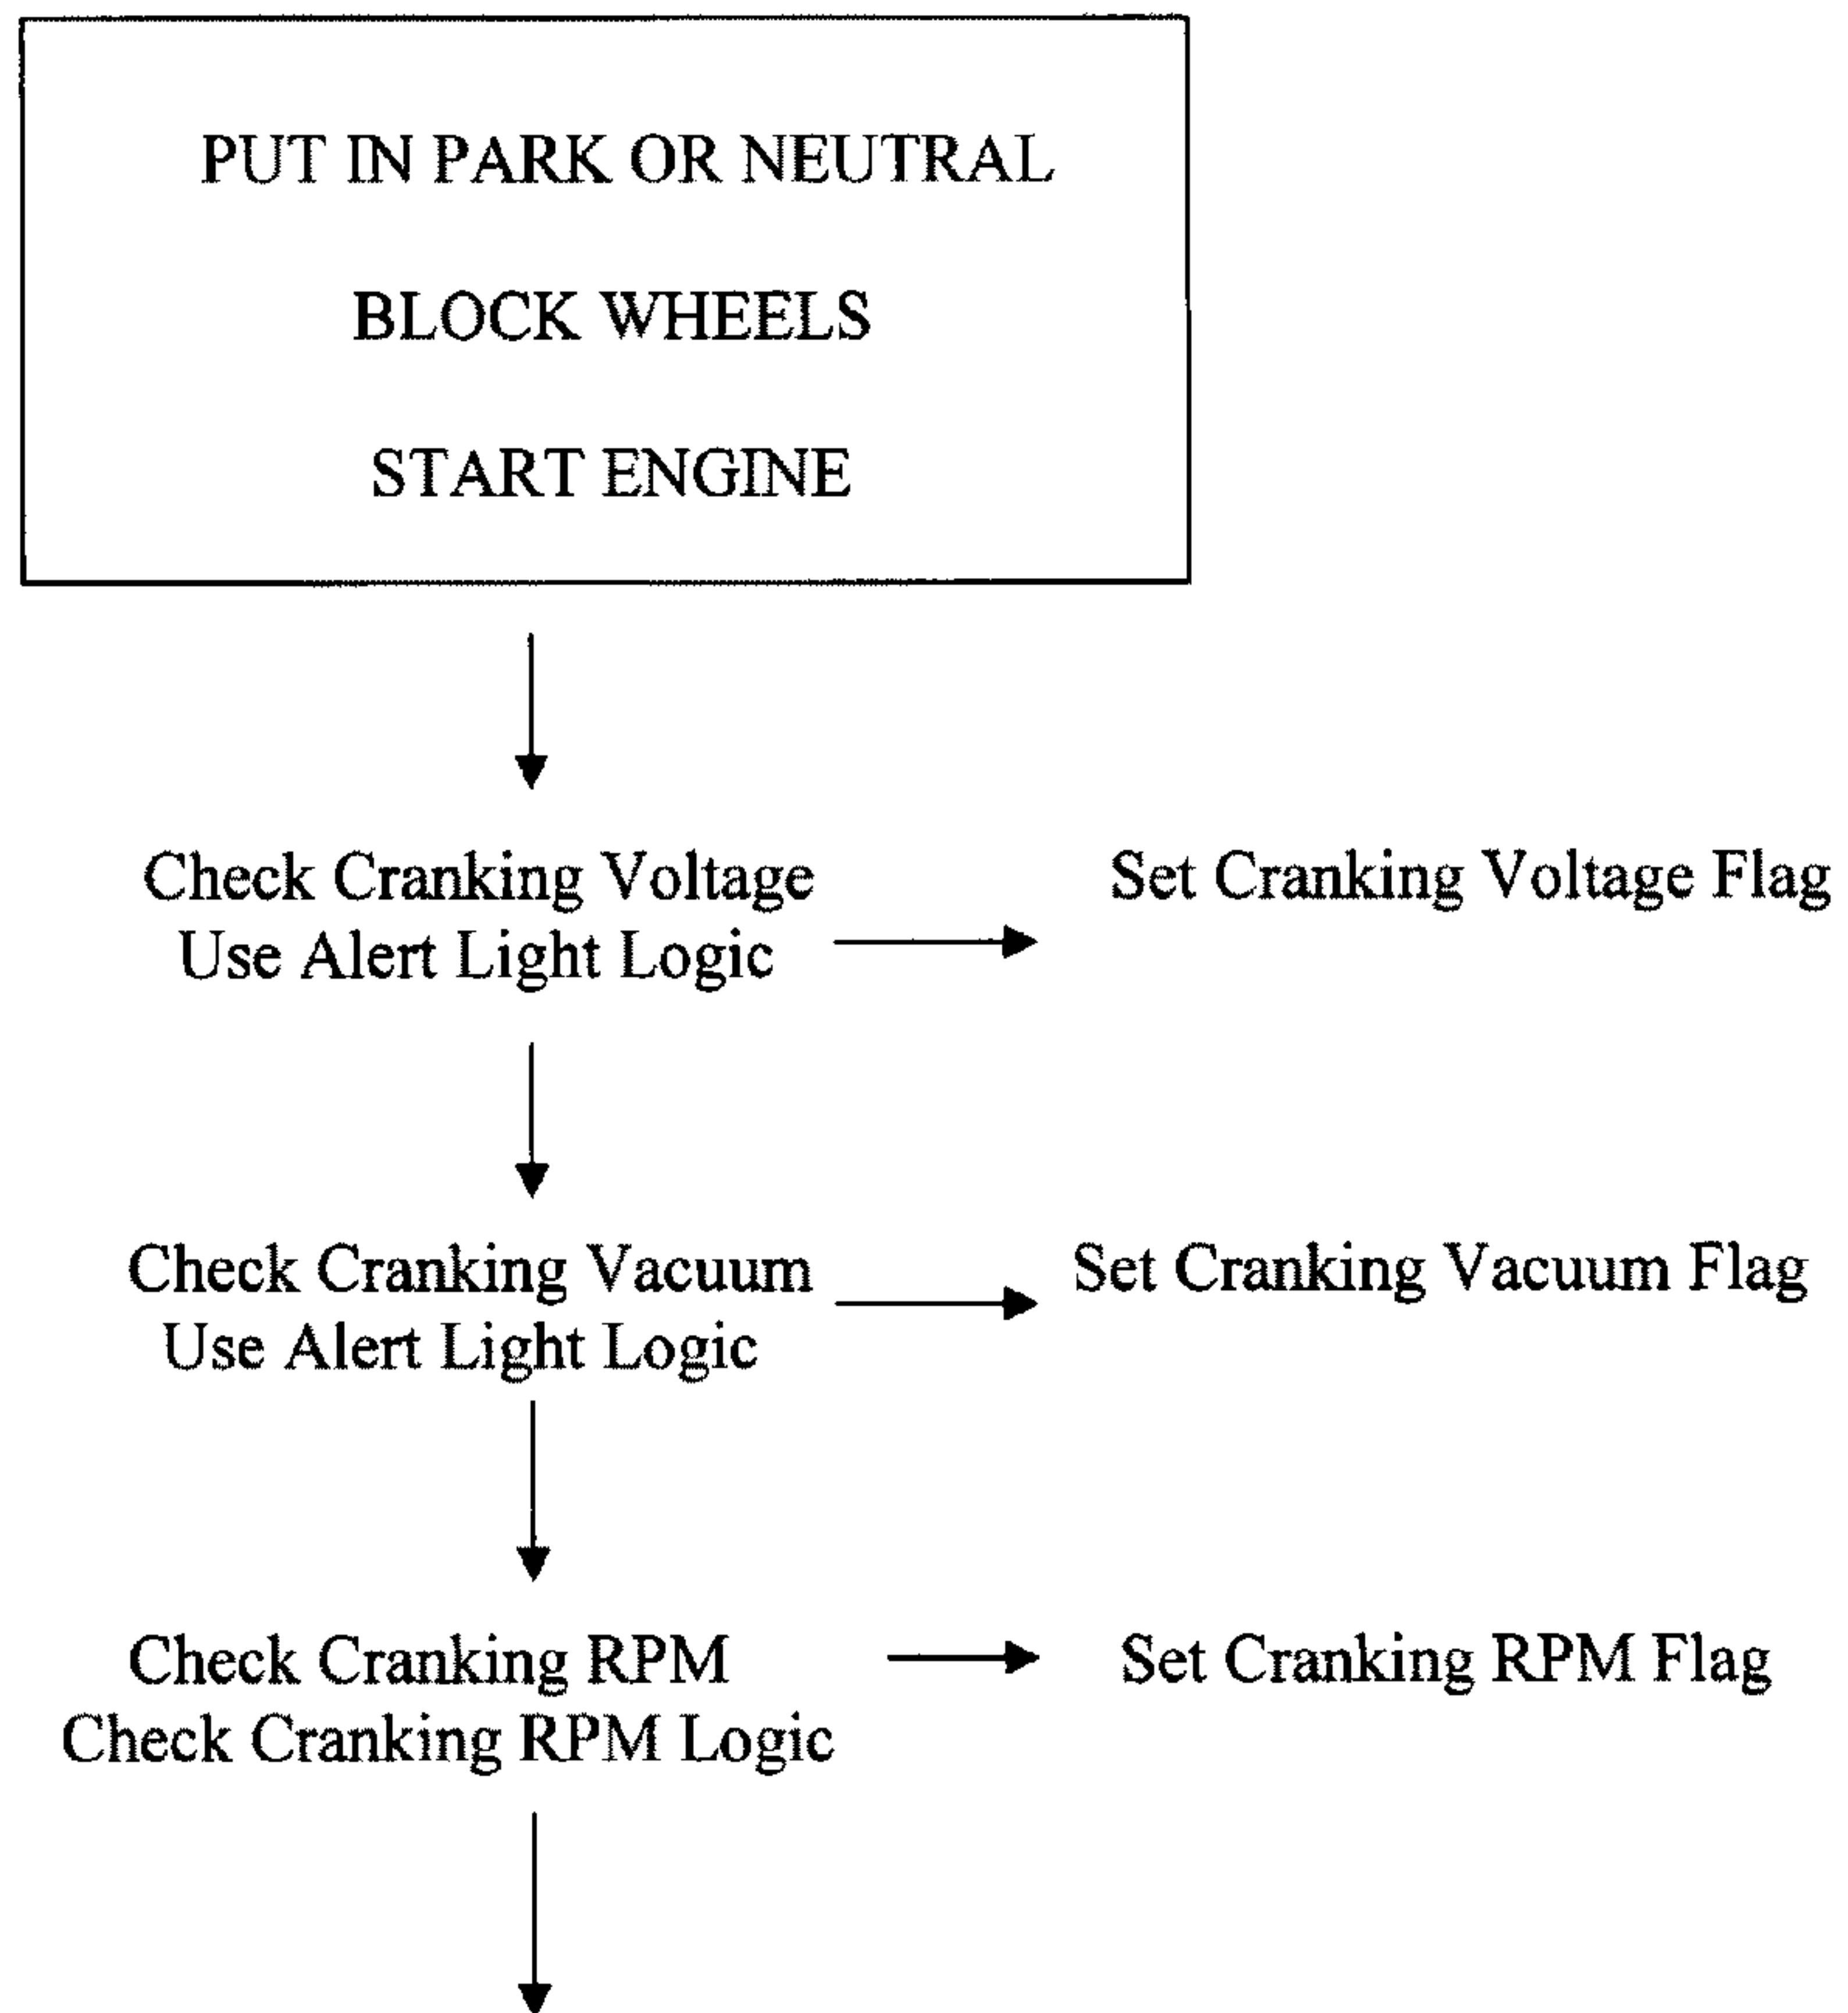 PUT IN PARK OR NEUTRAL
BLOCK WHEELS
START ENGINE
Check Cranking Voltage
Use Alert Light Logic
Set Cranking Voltage Flag
Check Cranking Vacuum
Use Alert Light Logic
Set Cranking Vacuum Flag
Check Cranking RPM
Check Cranking RPM Logic
Set Cranking RPM Flag